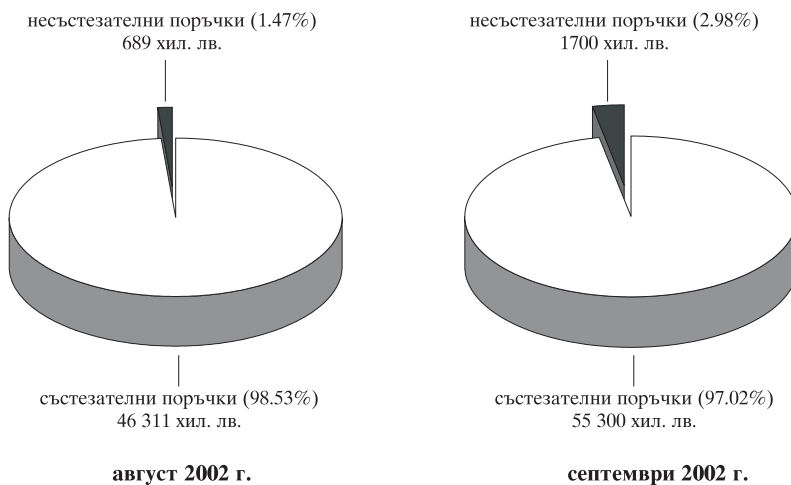 несъстезателни поръчки (1.47%)
689 хил. лв.
състезателни поръчки (98.53%)
46 311 хил. лв.
август 2002 г.
несъстезателни поръчки (2.98%)
1700 хил. лв.
състезателни поръчки (97.02%)
55 300 хил. лв.
септември 2002 г.